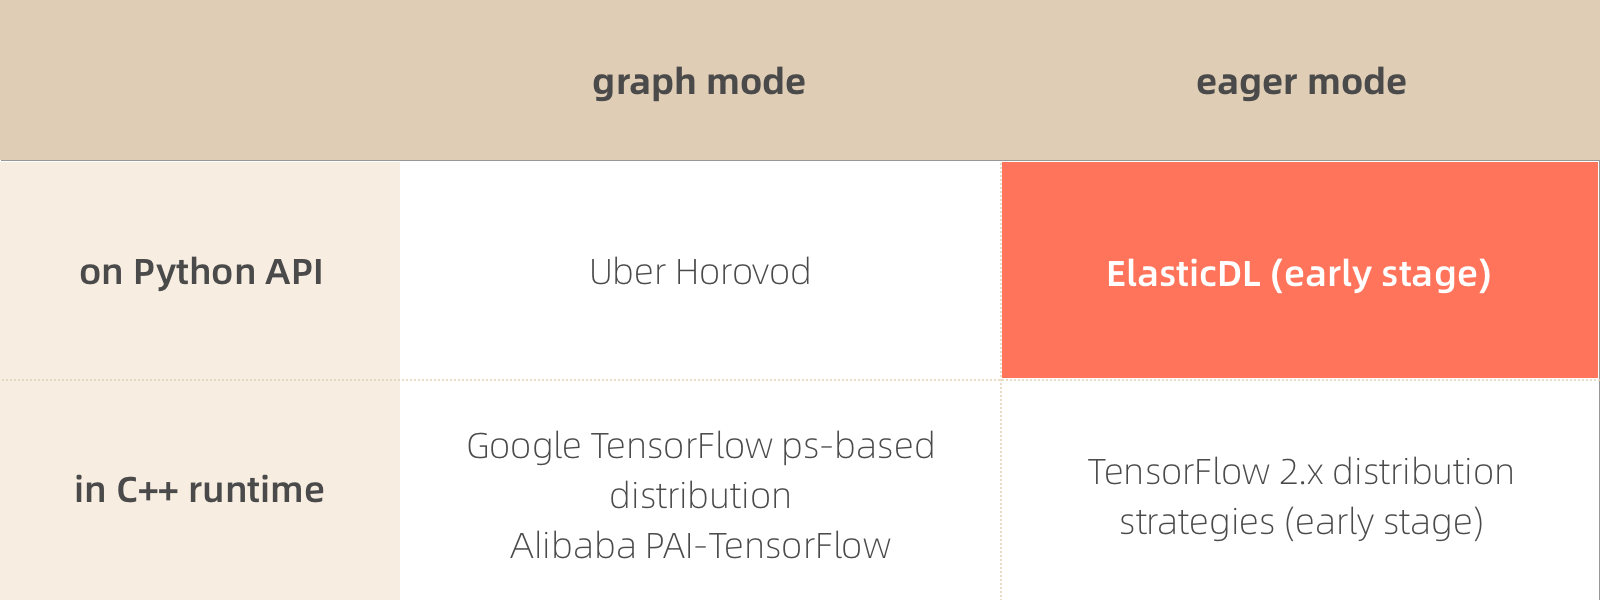 graph mode
eager mode
on Python API
Uber Horovod
ElasticDL (early stage)
in C++ runtime
Google TensorFlow ps-based
distribution
Alibaba PAI-TensorFlow
TensorFlow 2.x distribution
strategies (early stage)